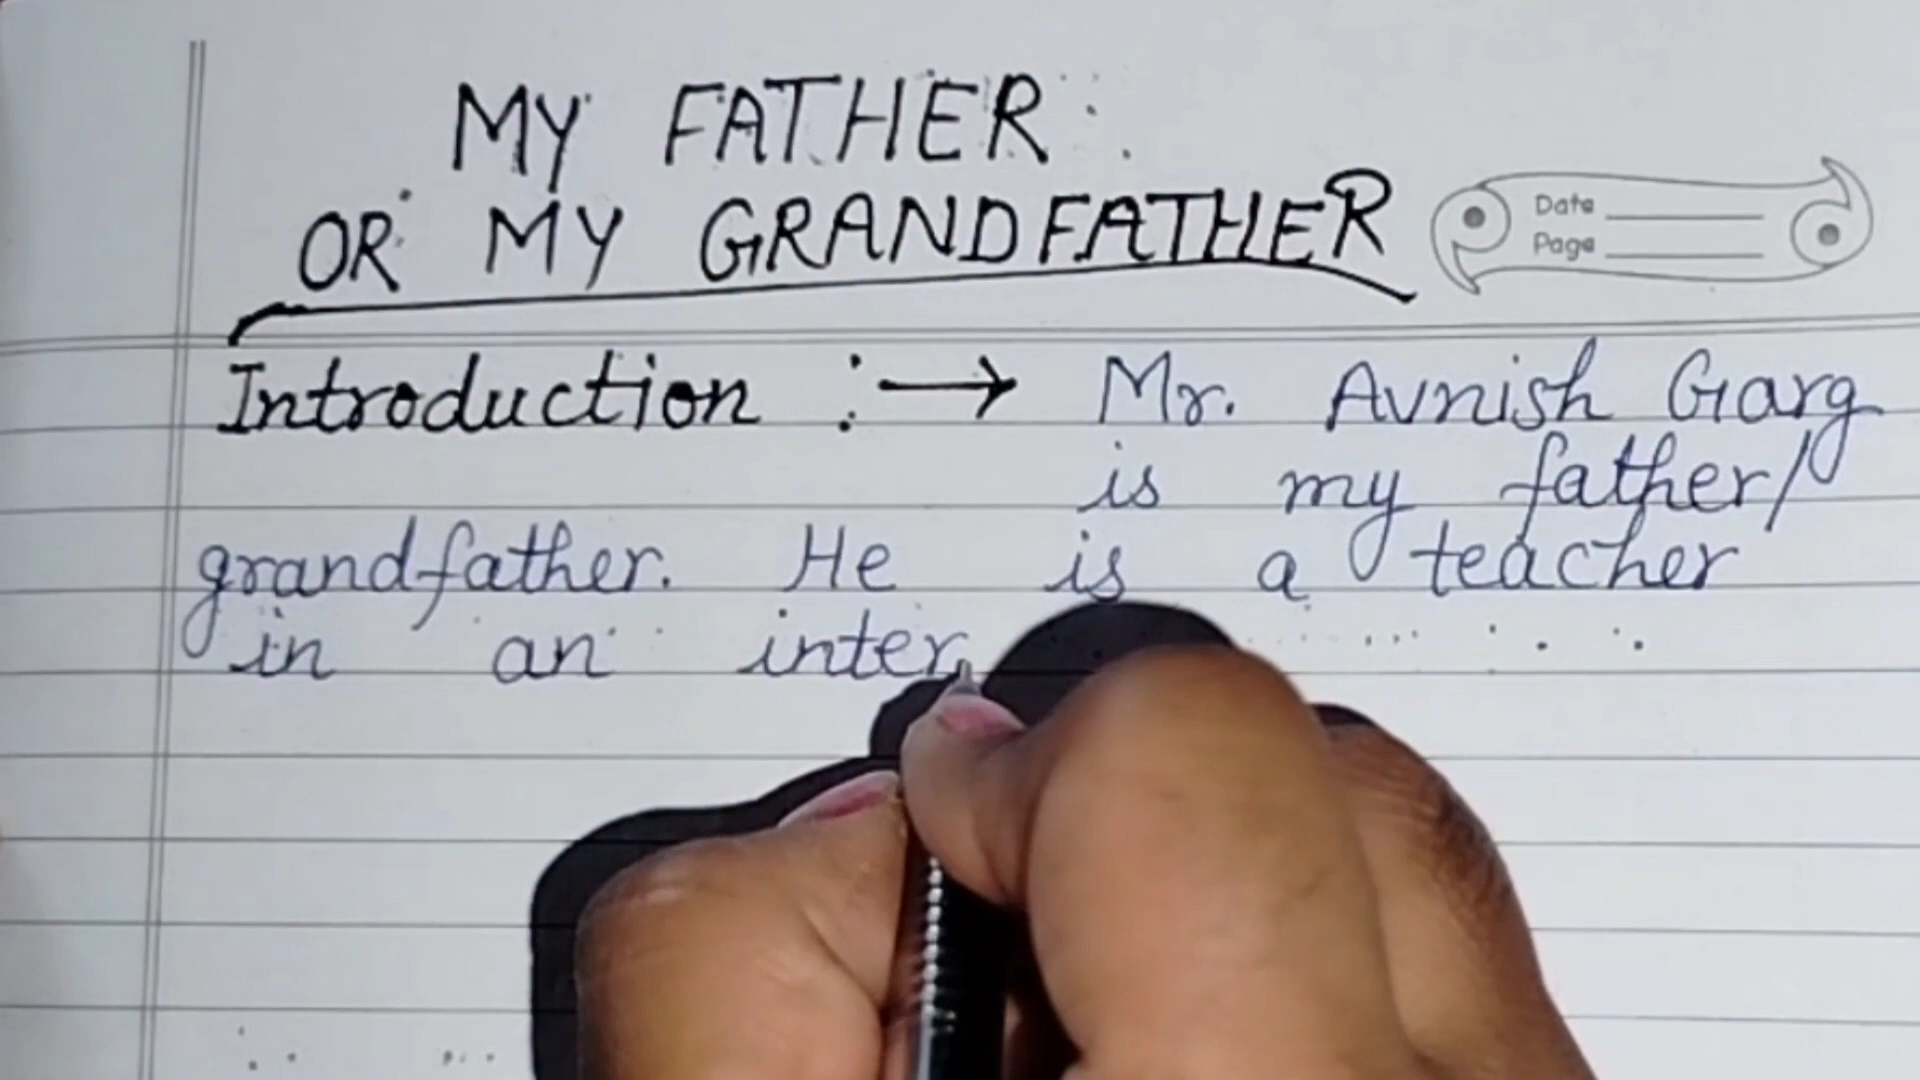 MY FATHER
OR MY GRANDFATHER
Date
Page
Introduction :→ Mr. Avnish Garg
is my father/
grandfather. He is a teacher
in an inter